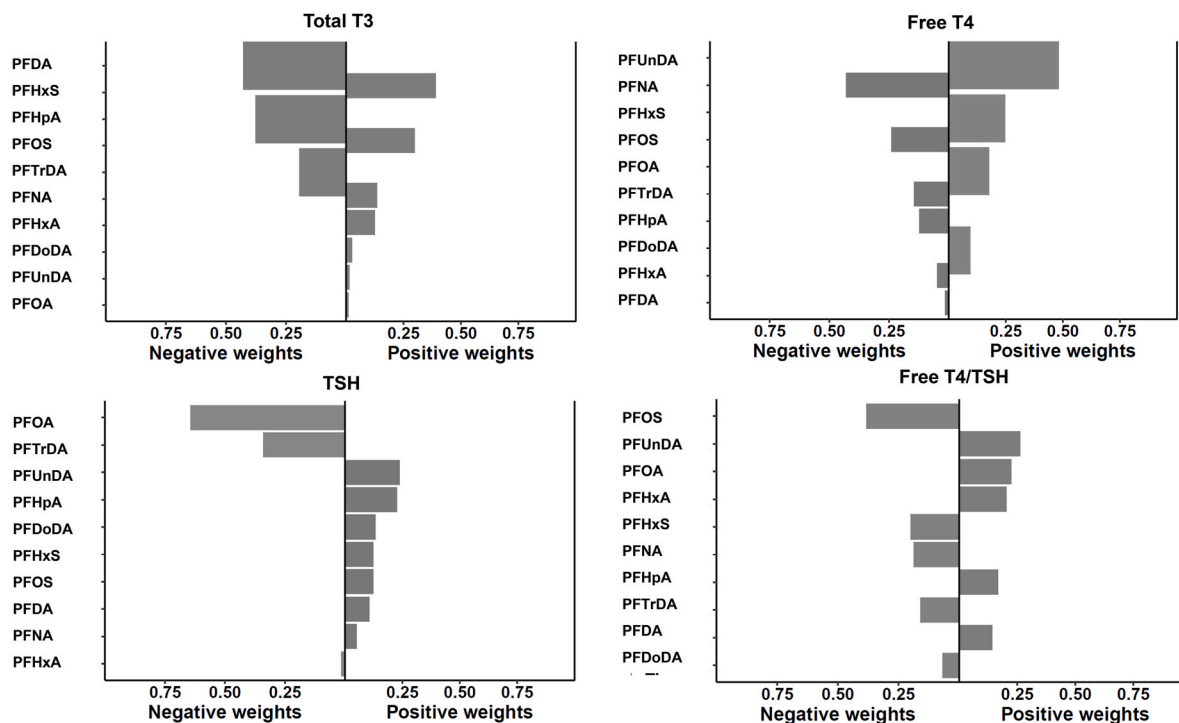 Total T3
PFDA
PFHxS
PFHpA
PFOS
PFTrDA
PFNA
PFHxA
PFDoDA
PFUnDA
PFOA
0.75 0.50 0.25 0.25 0.50 0.75
Negative weights Positive weights
Free T4
PFUnDA
PFNA
PFHxS
PFOS
PFOA
PFTrDA
PFHpA
PFDoDA
PFHxA
PFDA
0.75 0.50 0.25 0.25 0.50 0.75
Negative weights Positive weights
TSH
PFOA
PFTrDA
PFUnDA
PFHpA
PFDoDA
PFHxS
PFOS
PFDA
PFNA
PFHxA
0.75 0.50 0.25 0.25 0.50 0.75
Negative weights Positive weights
Free T4/TSH
PFOS
PFUnDA
PFOA
PFHxA
PFHxS
PFNA
PFHpA
PFTrDA
PFDA
PFDoDA
0.75 0.50 0.25 0.25 0.50 0.75
Negative weights Positive weights